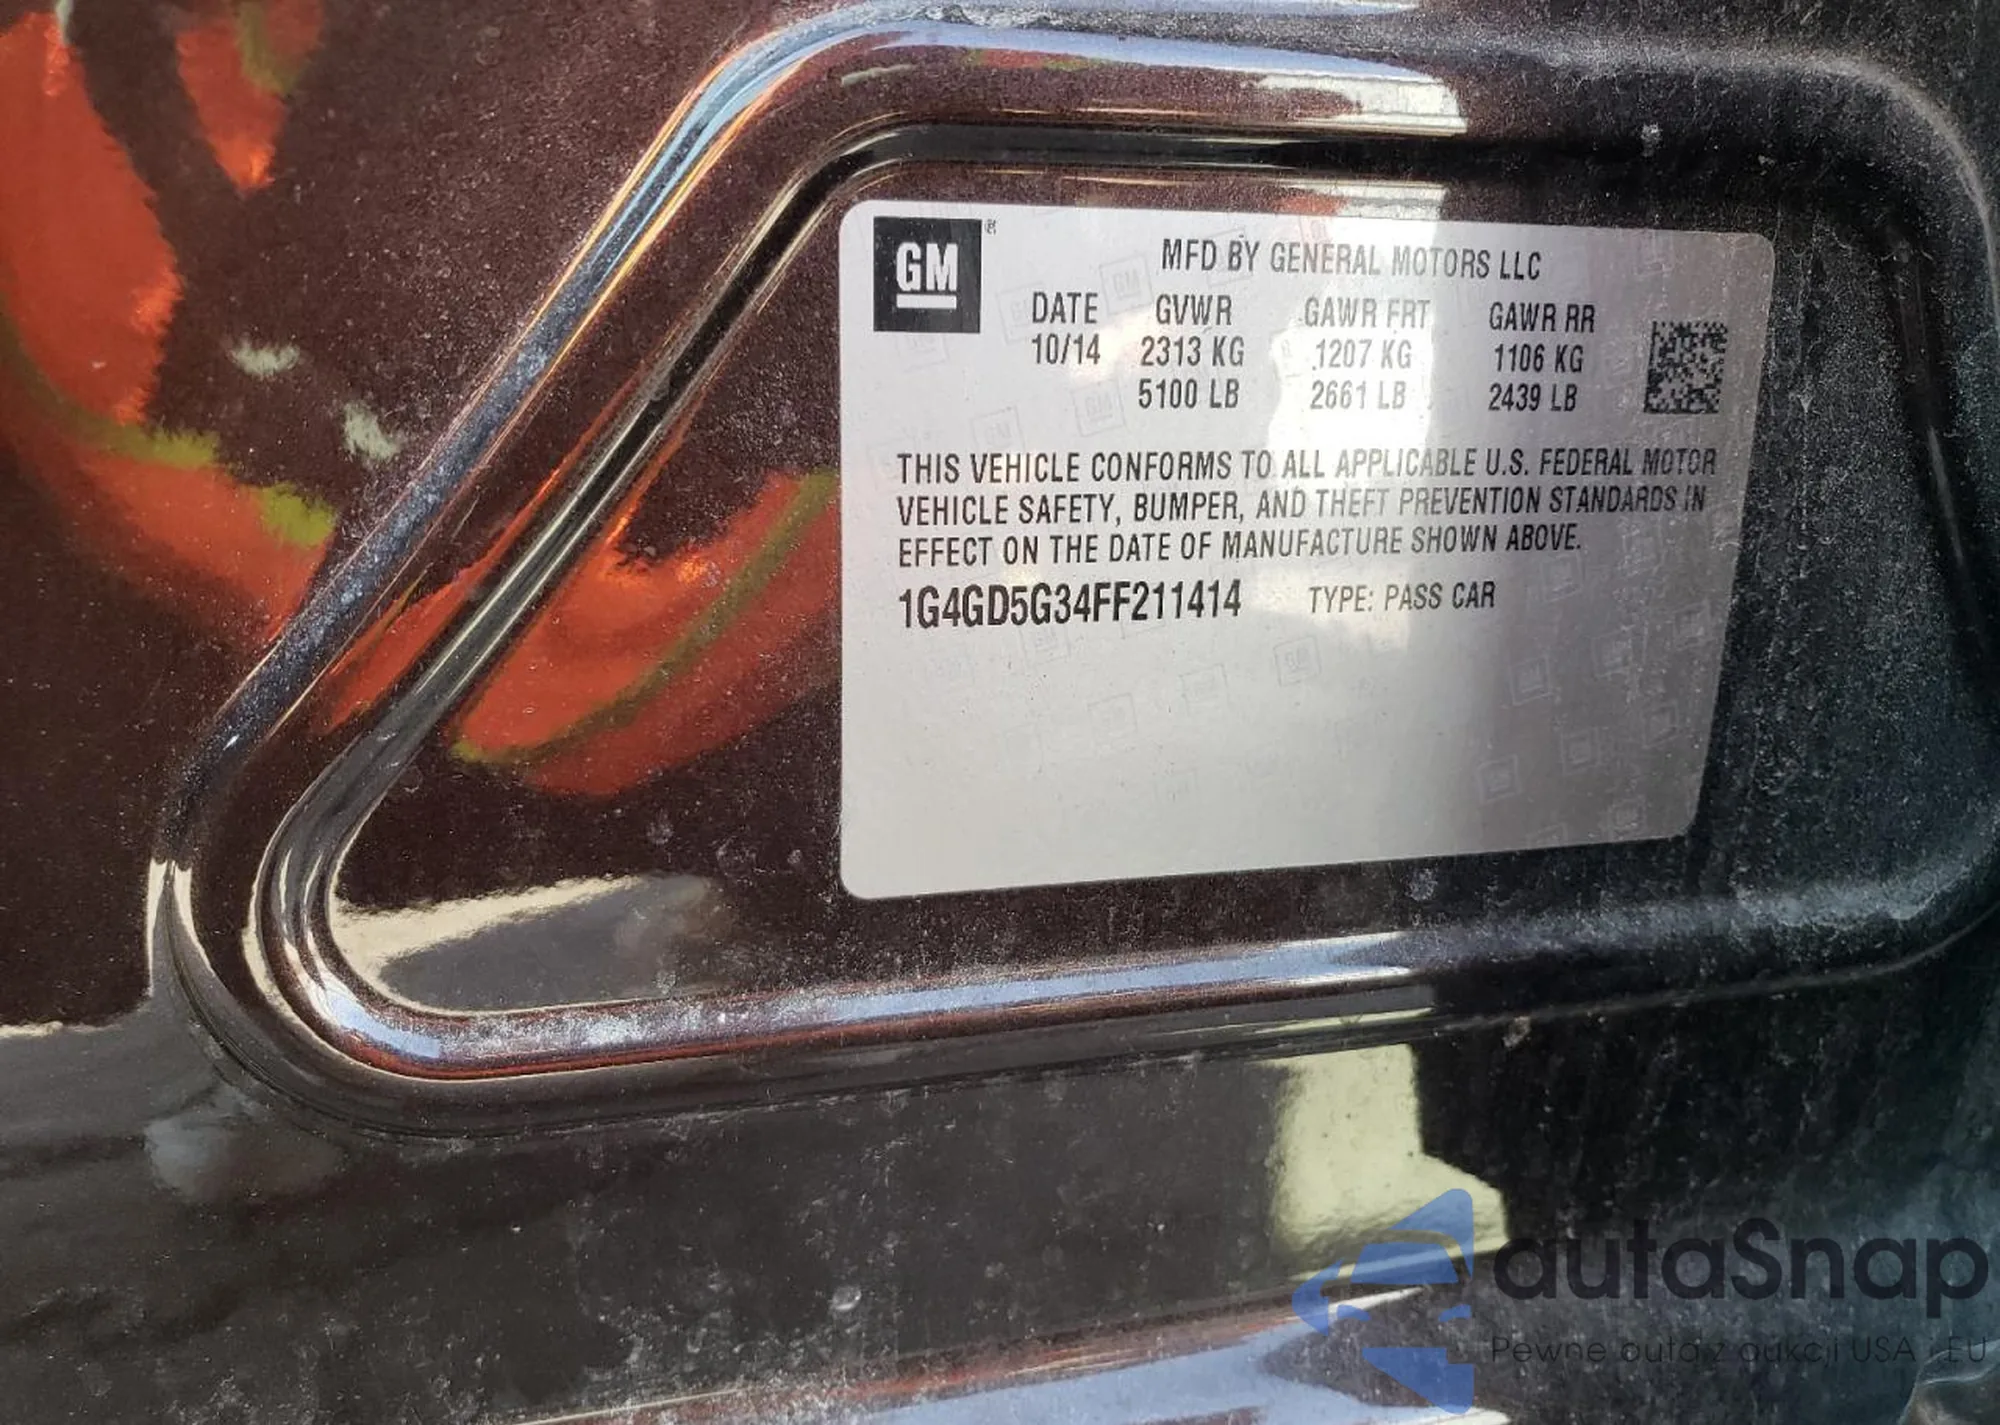 GM ®
MFD BY GENERAL MOTORS LLC
DATE GVWR GAWR FRT GAWR RR
10/14 2313 KG 1207 KG 1106 KG
5100 LB 2661 LB 2439 LB
THIS VEHICLE CONFORMS TO ALL APPLICABLE U.S. FEDERAL MOTOR
VEHICLE SAFETY, BUMPER, AND THEFT PREVENTION STANDARDS IN
EFFECT ON THE DATE OF MANUFACTURE SHOWN ABOVE.
1G4GD5G34FF211414 TYPE: PASS CAR
autaSnap
Pewne auta z aukcji USA i EU